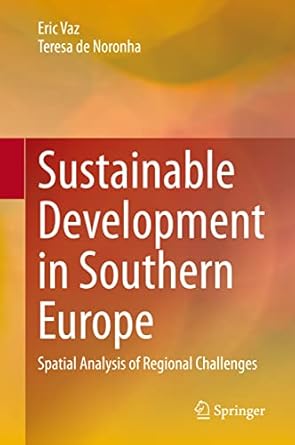 Eric Vaz
Teresa de Noronha
Sustainable
Development
in Southern
Europe
Spatial Analysis of Regional Challenges
Springer